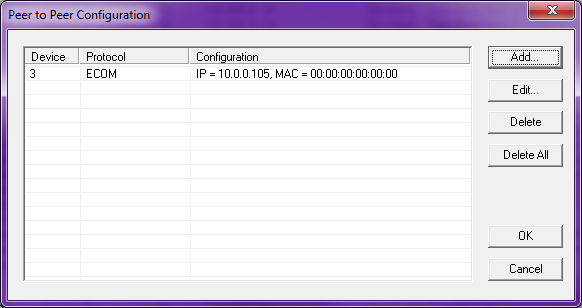 Peer to Peer Configuration
Device Protocol Configuration
3 ECOM IP = 10.0.0.105, MAC = 00:00:00:00:00:00
Add...
Edit...
Delete
Delete All
OK
Cancel